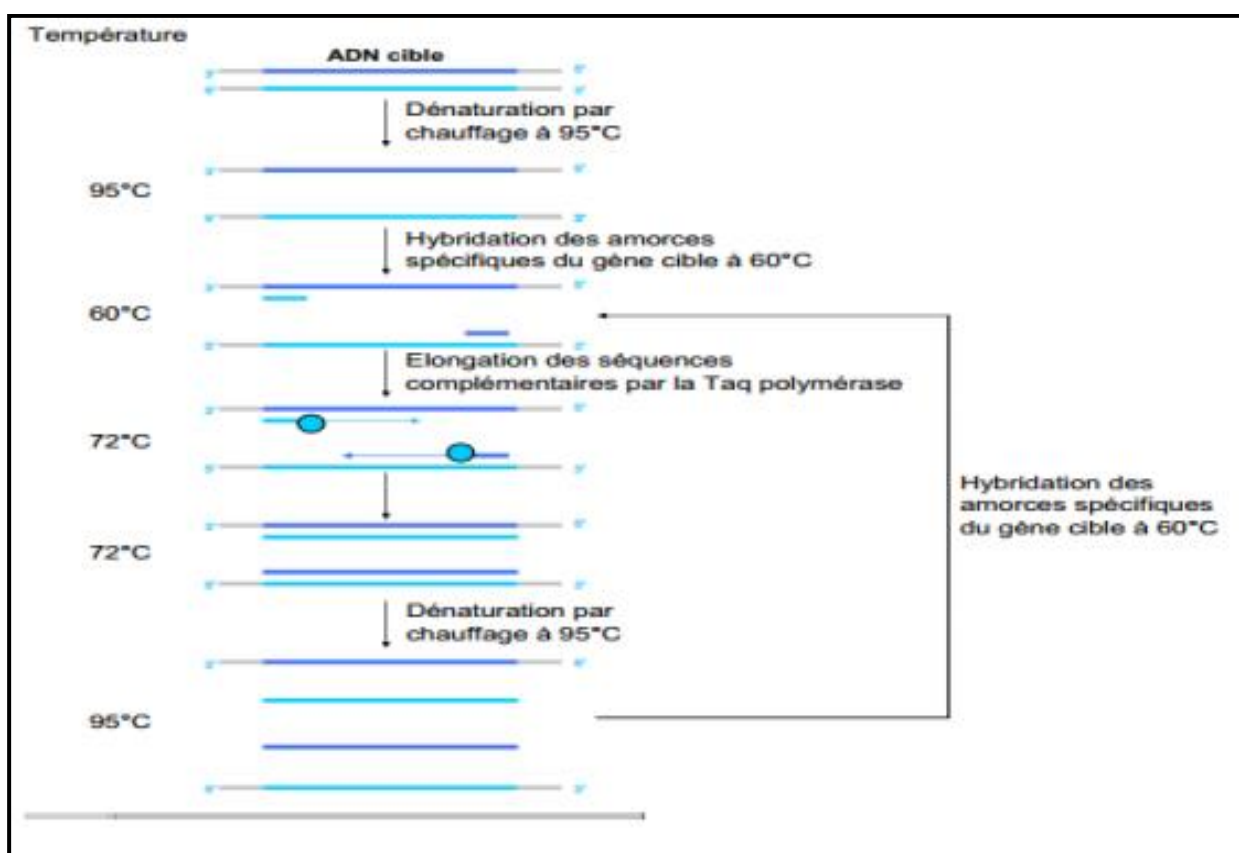 Température
ADN cible
Dénaturation par
chauffage à 95°C
95°C
Hybridation des amorces
spécifiques du gêne cible à 60°C
60°C
Elongation des séquences
complémentaires par la Taq polymérase
72°C
Hybridation des
amorces spécifiques
du gêne cible à 60°C
72°C
Dénaturation par
chauffage à 95°C
95°C